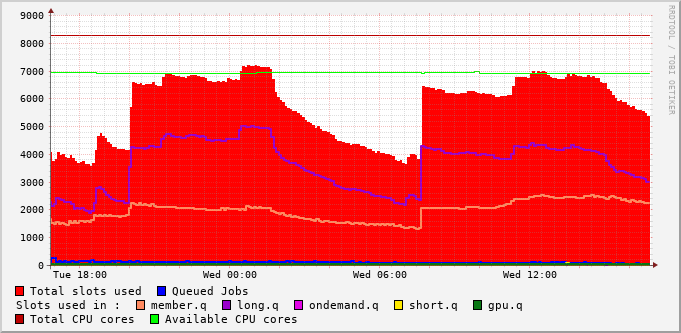 9000
8000
7000
6000
5000
4000
3000
2000
1000
0
Tue 18:00 Wed 00:00 Wed 06:00 Wed 12:00
RRDTOOL / TOBI OETIKER
Total slots used Queued Jobs
Slots used in : member.q long.q ondemand.q short.q gpu.q
Total CPU cores Available CPU cores